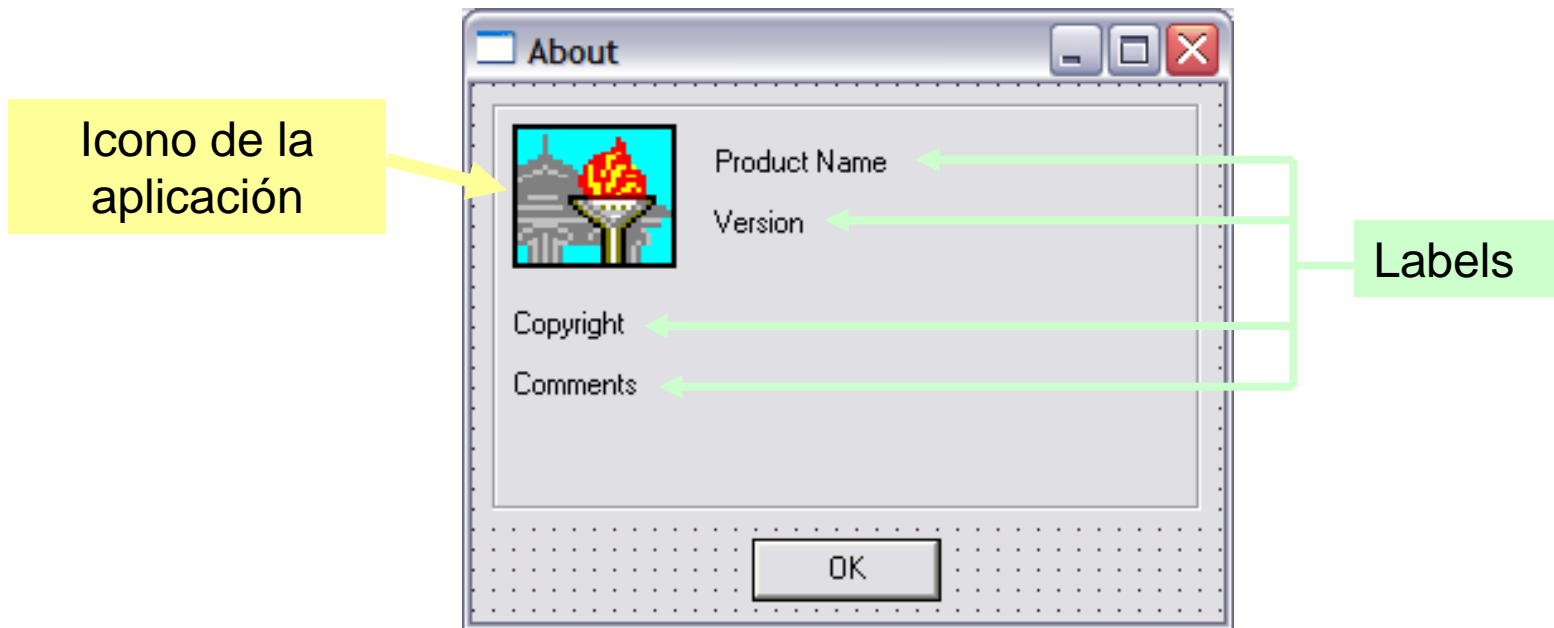 About
Icono de la
aplicación
Product Name
Version
Labels
Copyright
Comments
OK